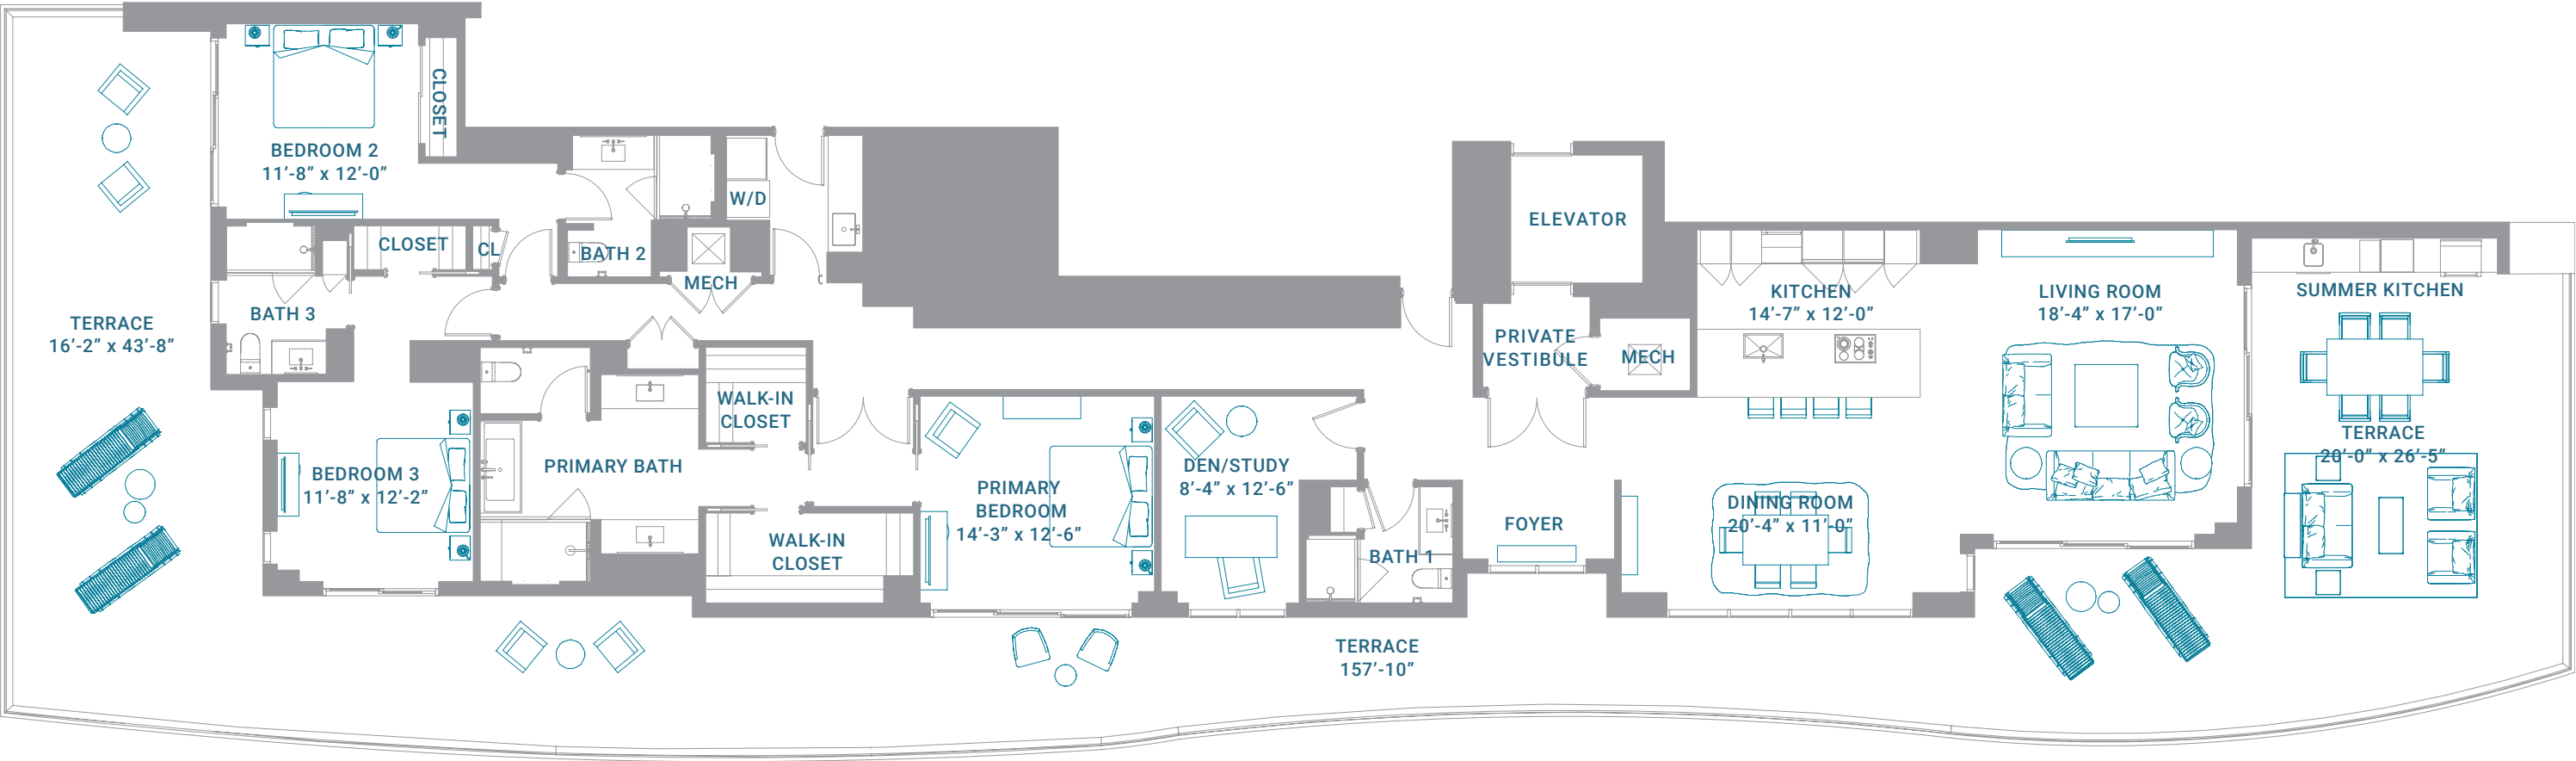 CLOSET
BEDROOM 2
11’-8” x 12’-0”
W/D
ELEVATOR
CLOSET
CL
BATH 2
MECH
BATH 3
TERRACE
16’-2” x 43’-8”
KITCHEN
14’-7” x 12’-0”
LIVING ROOM
18’-4” x 17’-0”
SUMMER KITCHEN
PRIVATE
VESTIBULE
MECH
WALK-IN
CLOSET
TERRACE
20’-0” x 26’-5”
BEDROOM 3
11’-8” x 12’-2”
PRIMARY BATH
PRIMARY
BEDROOM
14’-3” x 12’-6”
DEN/STUDY
8’-4” x 12’-6”
FOYER
DINING ROOM
20’-4” x 11’-0”
WALK-IN
CLOSET
BATH 1
TERRACE
157’-10”